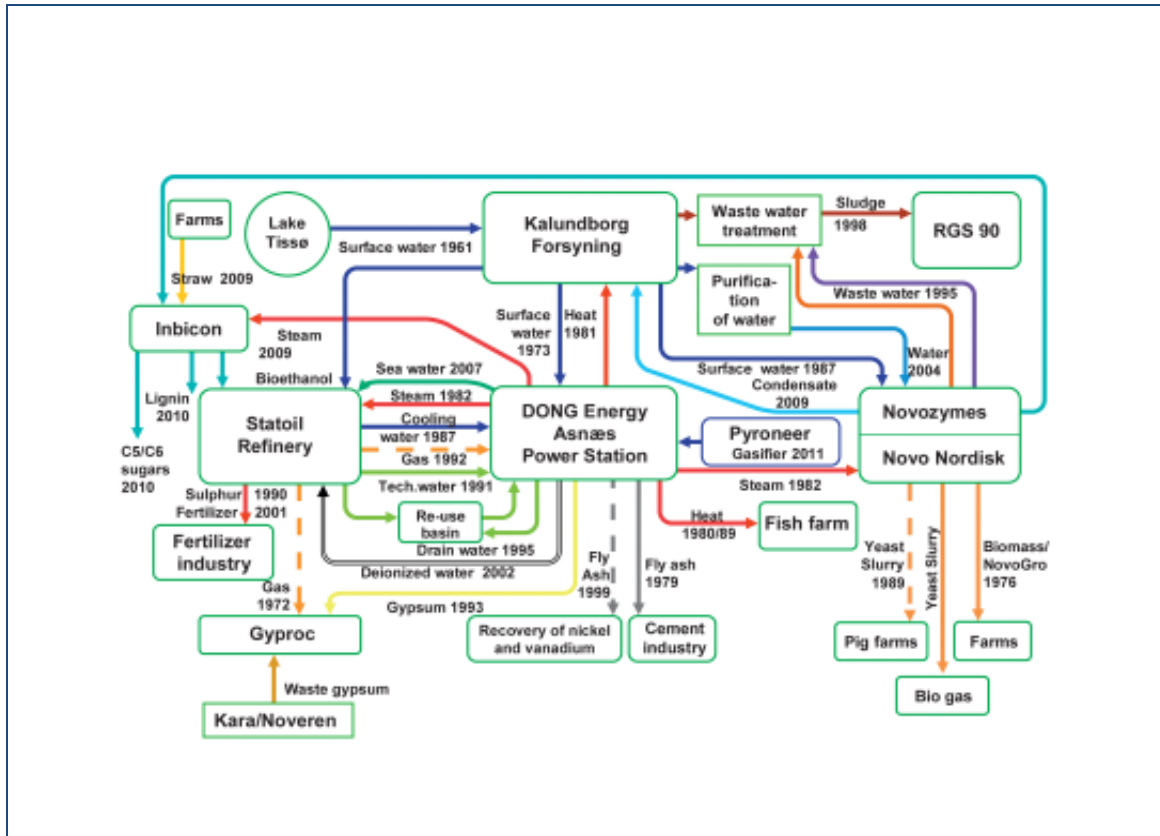 Farms
Lake
Tissø
Kalundborg
Forsyning
Waste water
treatment
Sludge
1998
RGS 90
Surface water 1961
Straw 2009
Purifica-
tion
of water
Waste water 1995
Inbicon
Steam
2009
Surface
water
1973
Heat
1981
Water
2004
Surface water 1987
Condensate
2009
Bioethanol
Sea water 2007
Lignin
2010
C5/C6
sugars
2010
Statoil
Refinery
Steam 1982
Cooling
water 1987
Gas 1992
Tech.water 1991
DONG Energy
Asnæs
Power Station
Pyroneer
Gasifier 2011
Novozymes
Novo Nordisk
Steam 1982
Sulphur 1990
Fertilizer 2001
Re-use
basin
Drain water 1995
Deionized water 2002
Heat
1980/89
Fish farm
Fertilizer
industry
Gas
1972
Gypsum 1993
Fly
Ash
1999
Fly ash
1979
Yeast
Slurry
1989
Yeast Slurry
Biomass/
NovoGro
1976
Gyproc
Recovery of nickel
and vanadium
Cement
industry
Pig farms
Farms
Bio gas
Waste gypsum
Kara/Noveren